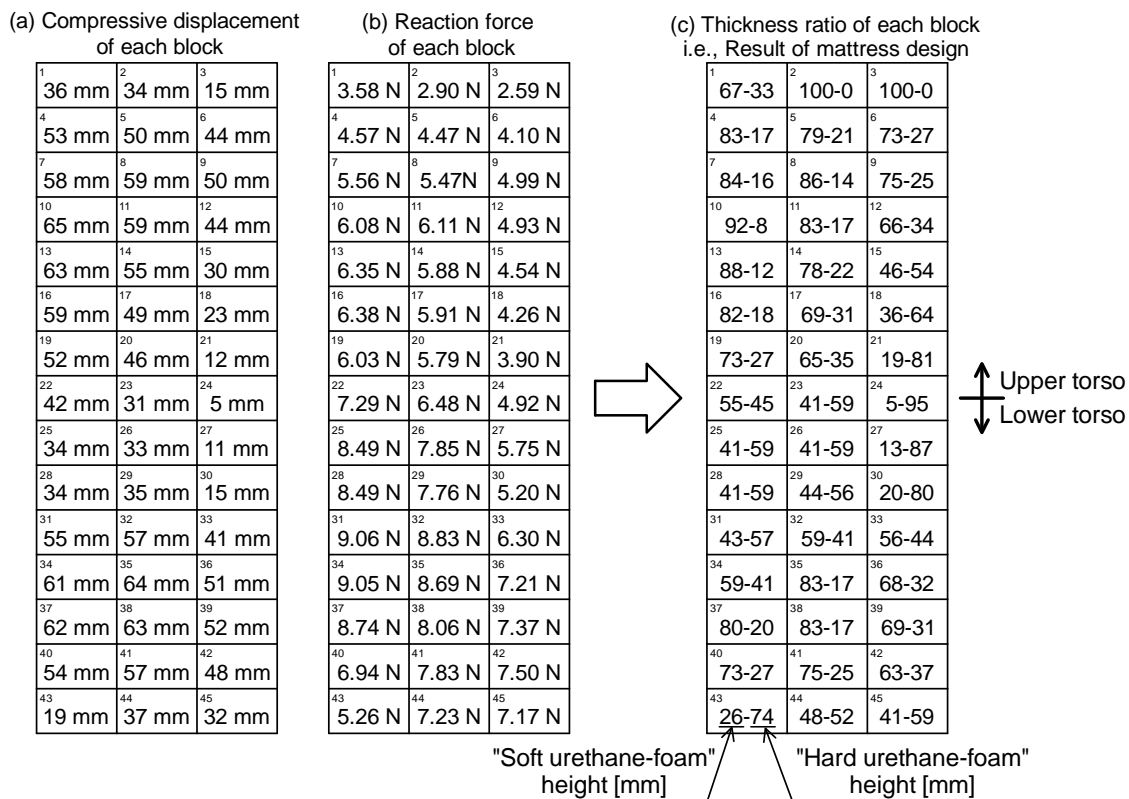 (a) Compressive displacement
of each block
(b) Reaction force
of each block
(c) Thickness ratio of each block
i.e., Result of mattress design
1 36 mm 2 34 mm 3 15 mm
4 53 mm 5 50 mm 6 44 mm
7 58 mm 8 59 mm 9 50 mm
10 65 mm 11 59 mm 12 44 mm
13 63 mm 14 55 mm 15 30 mm
16 59 mm 17 49 mm 18 23 mm
19 52 mm 20 46 mm 21 12 mm
22 42 mm 23 31 mm 24 5 mm
25 34 mm 26 33 mm 27 11 mm
28 34 mm 29 35 mm 30 15 mm
31 55 mm 32 57 mm 33 41 mm
34 61 mm 35 64 mm 36 51 mm
37 62 mm 38 63 mm 39 52 mm
40 54 mm 41 57 mm 42 48 mm
43 19 mm 44 37 mm 45 32 mm
1 3.58 N 2 2.90 N 3 2.59 N
4 4.57 N 5 4.47 N 6 4.10 N
7 5.56 N 8 5.47N 9 4.99 N
10 6.08 N 11 6.11 N 12 4.93 N
13 6.35 N 14 5.88 N 15 4.54 N
16 6.38 N 17 5.91 N 18 4.26 N
19 6.03 N 20 5.79 N 21 3.90 N
22 7.29 N 23 6.48 N 24 4.92 N
25 8.49 N 26 7.85 N 27 5.75 N
28 8.49 N 29 7.76 N 30 5.20 N
31 9.06 N 32 8.83 N 33 6.30 N
34 9.05 N 35 8.69 N 36 7.21 N
37 8.74 N 38 8.06 N 39 7.37 N
40 6.94 N 41 7.83 N 42 7.50 N
43 5.26 N 44 7.23 N 45 7.17 N
1 67-33 2 100-0 3 100-0
4 83-17 5 79-21 6 73-27
7 84-16 8 86-14 9 75-25
10 92-8 11 83-17 12 66-34
13 88-12 14 78-22 15 46-54
16 82-18 17 69-31 18 36-64
19 73-27 20 65-35 21 19-81
22 55-45 23 41-59 24 5-95
25 41-59 26 41-59 27 13-87
28 41-59 29 44-56 30 20-80
31 43-57 32 59-41 33 56-44
34 59-41 35 83-17 36 68-32
37 80-20 38 83-17 39 69-31
40 73-27 41 75-25 42 63-37
43 26-74 44 48-52 45 41-59
Upper torso
Lower torso
"Soft urethane-foam"
height [mm]
"Hard urethane-foam"
height [mm]